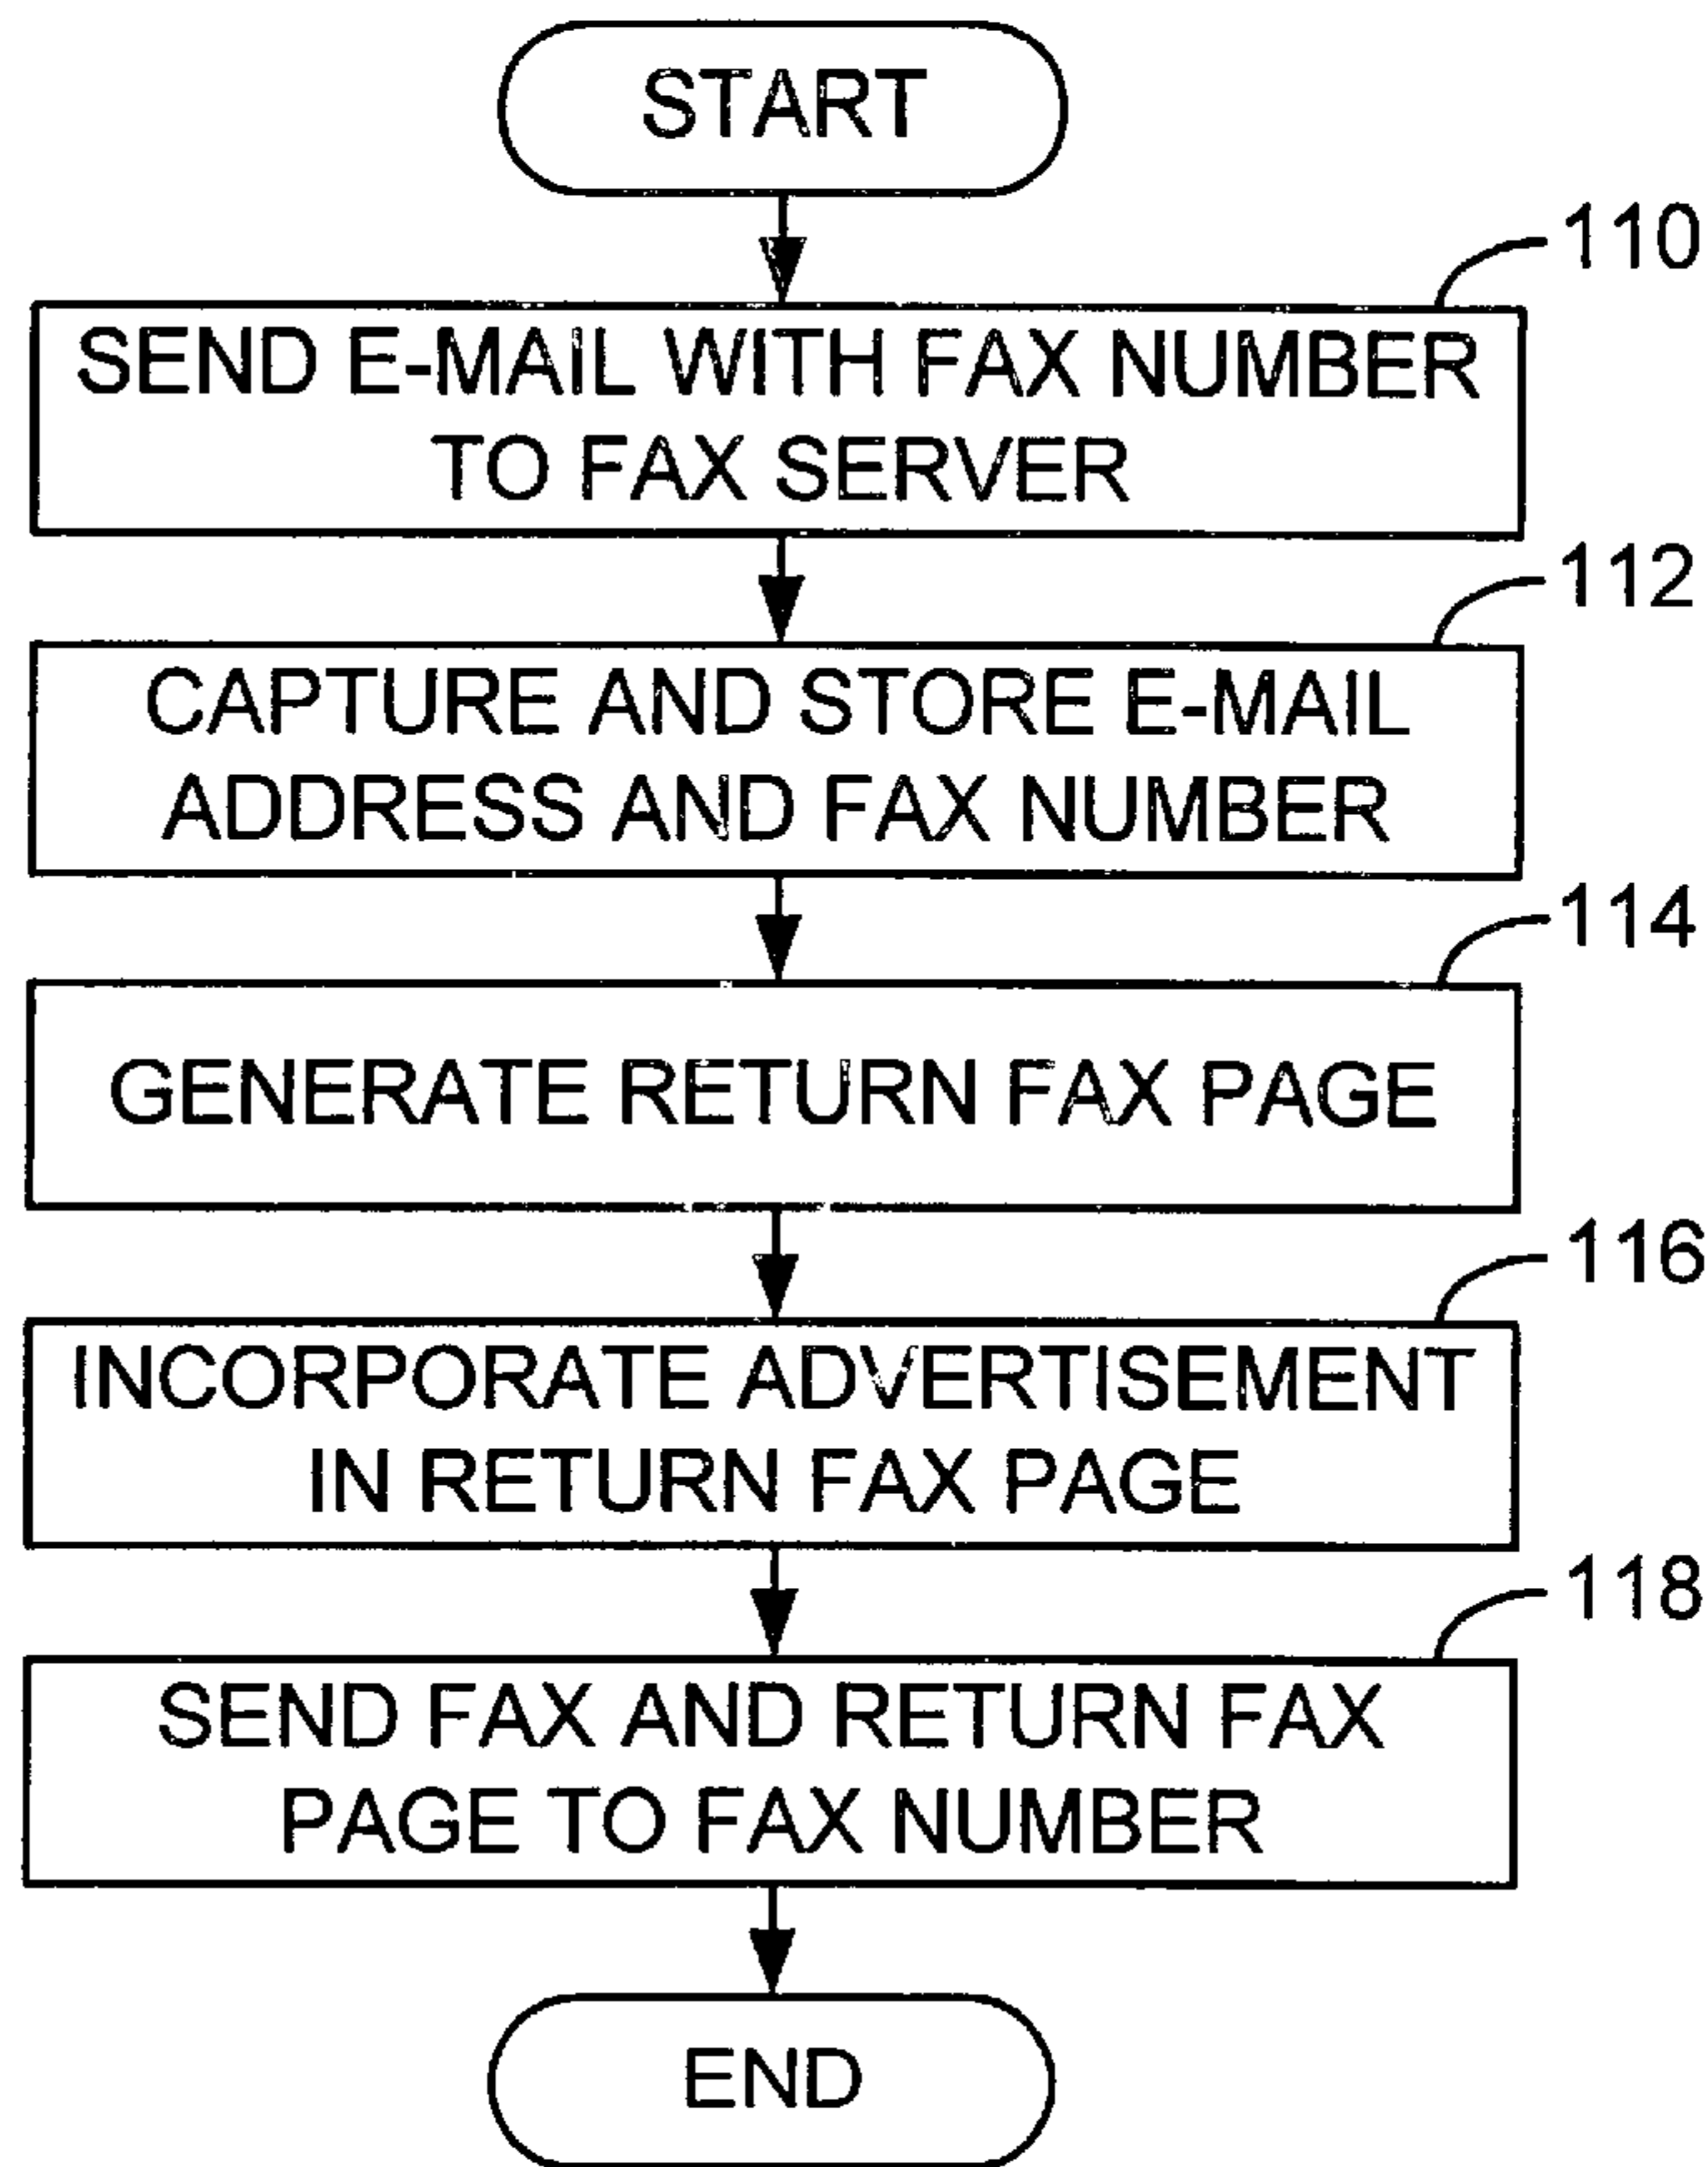 START
110
SEND E-MAIL WITH FAX NUMBER
TO FAX SERVER
112
CAPTURE AND STORE E-MAIL
ADDRESS AND FAX NUMBER
114
GENERATE RETURN FAX PAGE
116
INCORPORATE ADVERTISEMENT
IN RETURN FAX PAGE
118
SEND FAX AND RETURN FAX
PAGE TO FAX NUMBER
END